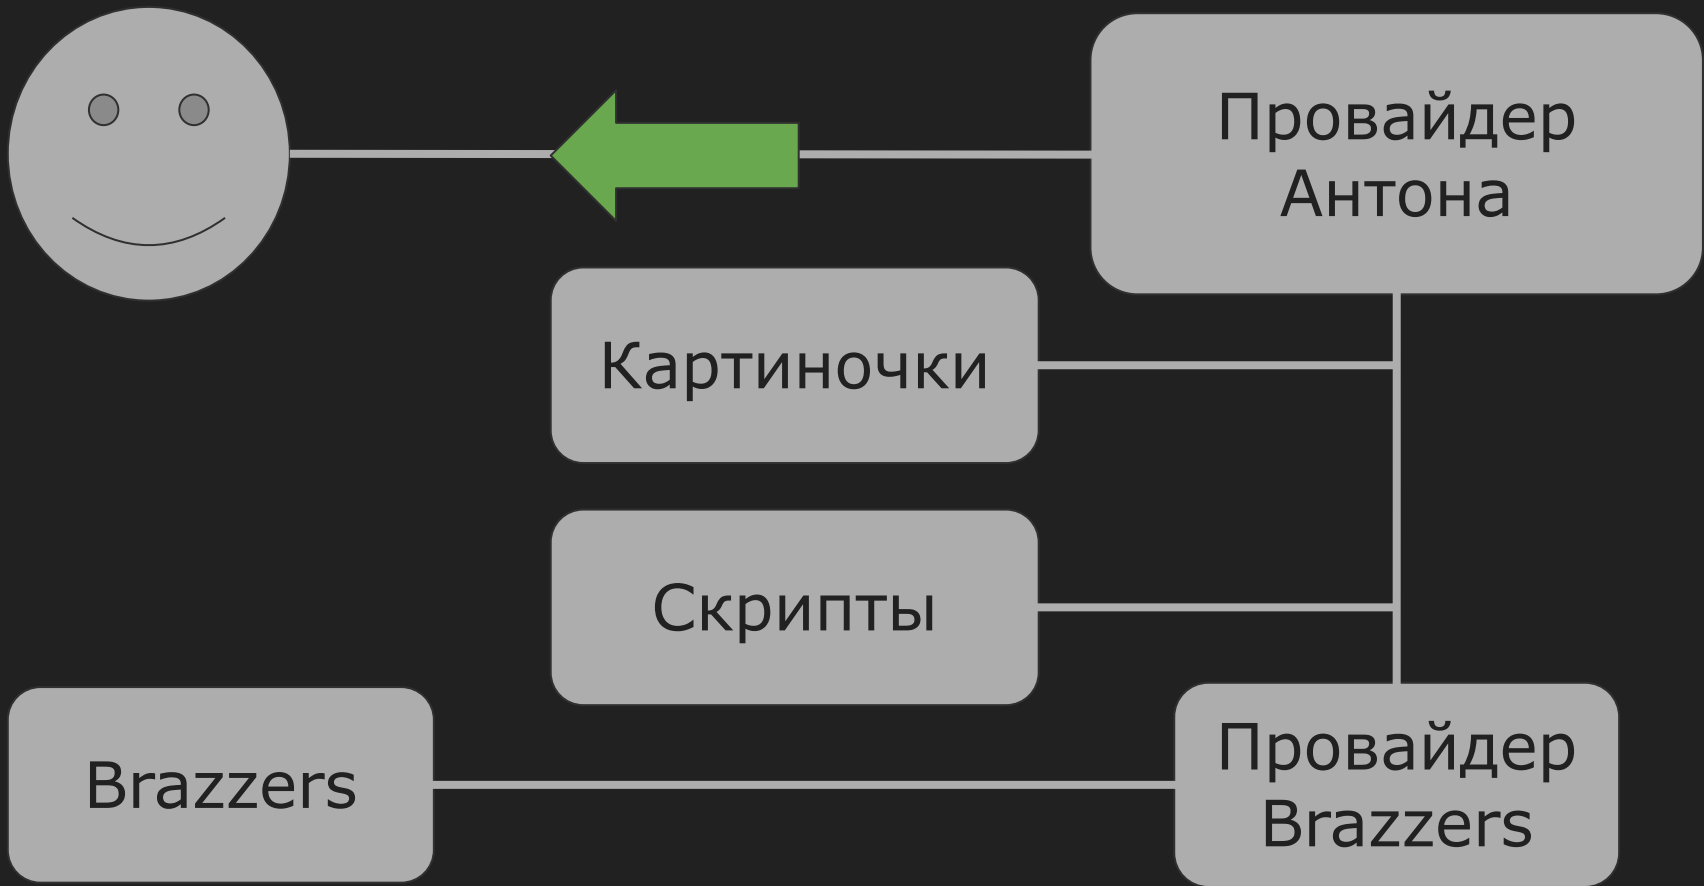 Провайдер
Антона
Картиночки
Скрипты
Brazzers
Провайдер
Brazzers